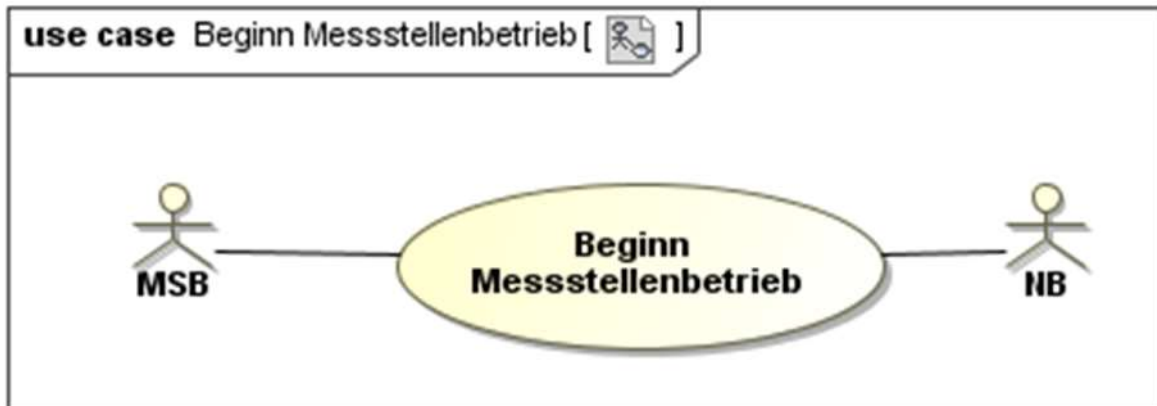 use case Beginn Messstellenbetrieb [ ]
Beginn
Messstellenbetrieb
MSB
NB